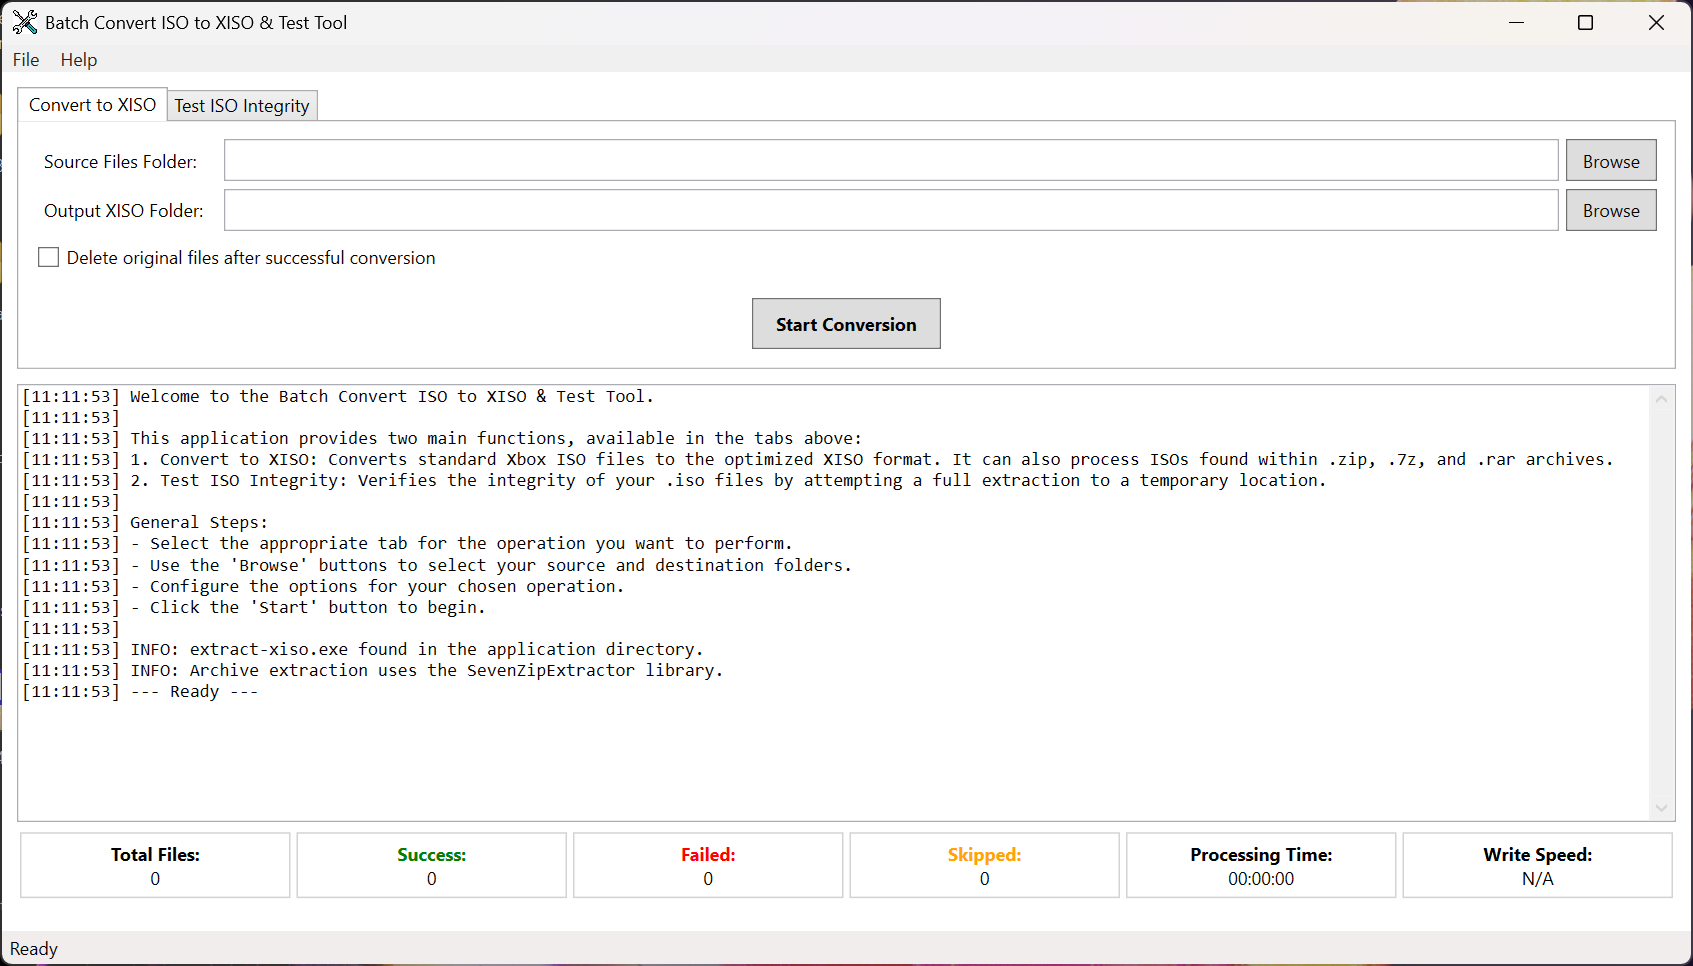 Batch Convert ISO to XISO & Test Tool
File Help
Convert to XISO Test ISO Integrity
Source Files Folder: Browse
Output XISO Folder: Browse
Delete original files after successful conversion
Start Conversion
[11:11:53] Welcome to the Batch Convert ISO to XISO & Test Tool.
[11:11:53]
[11:11:53] This application provides two main functions, available in the tabs above:
[11:11:53] 1. Convert to XISO: Converts standard Xbox ISO files to the optimized XISO format. It can also process ISOs found within .zip, .7z, and .rar archives.
[11:11:53] 2. Test ISO Integrity: Verifies the integrity of your .iso files by attempting a full extraction to a temporary location.
[11:11:53]
[11:11:53] General Steps:
[11:11:53] - Select the appropriate tab for the operation you want to perform.
[11:11:53] - Use the 'Browse' buttons to select your source and destination folders.
[11:11:53] - Configure the options for your chosen operation.
[11:11:53] - Click the 'Start' button to begin.
[11:11:53]
[11:11:53] INFO: extract-xiso.exe found in the application directory.
[11:11:53] INFO: Archive extraction uses the SevenZipExtractor library.
[11:11:53] --- Ready ---
Total Files: Success: Failed: Skipped: Processing Time: Write Speed:
0 0 0 0 00:00:00 N/A
Ready